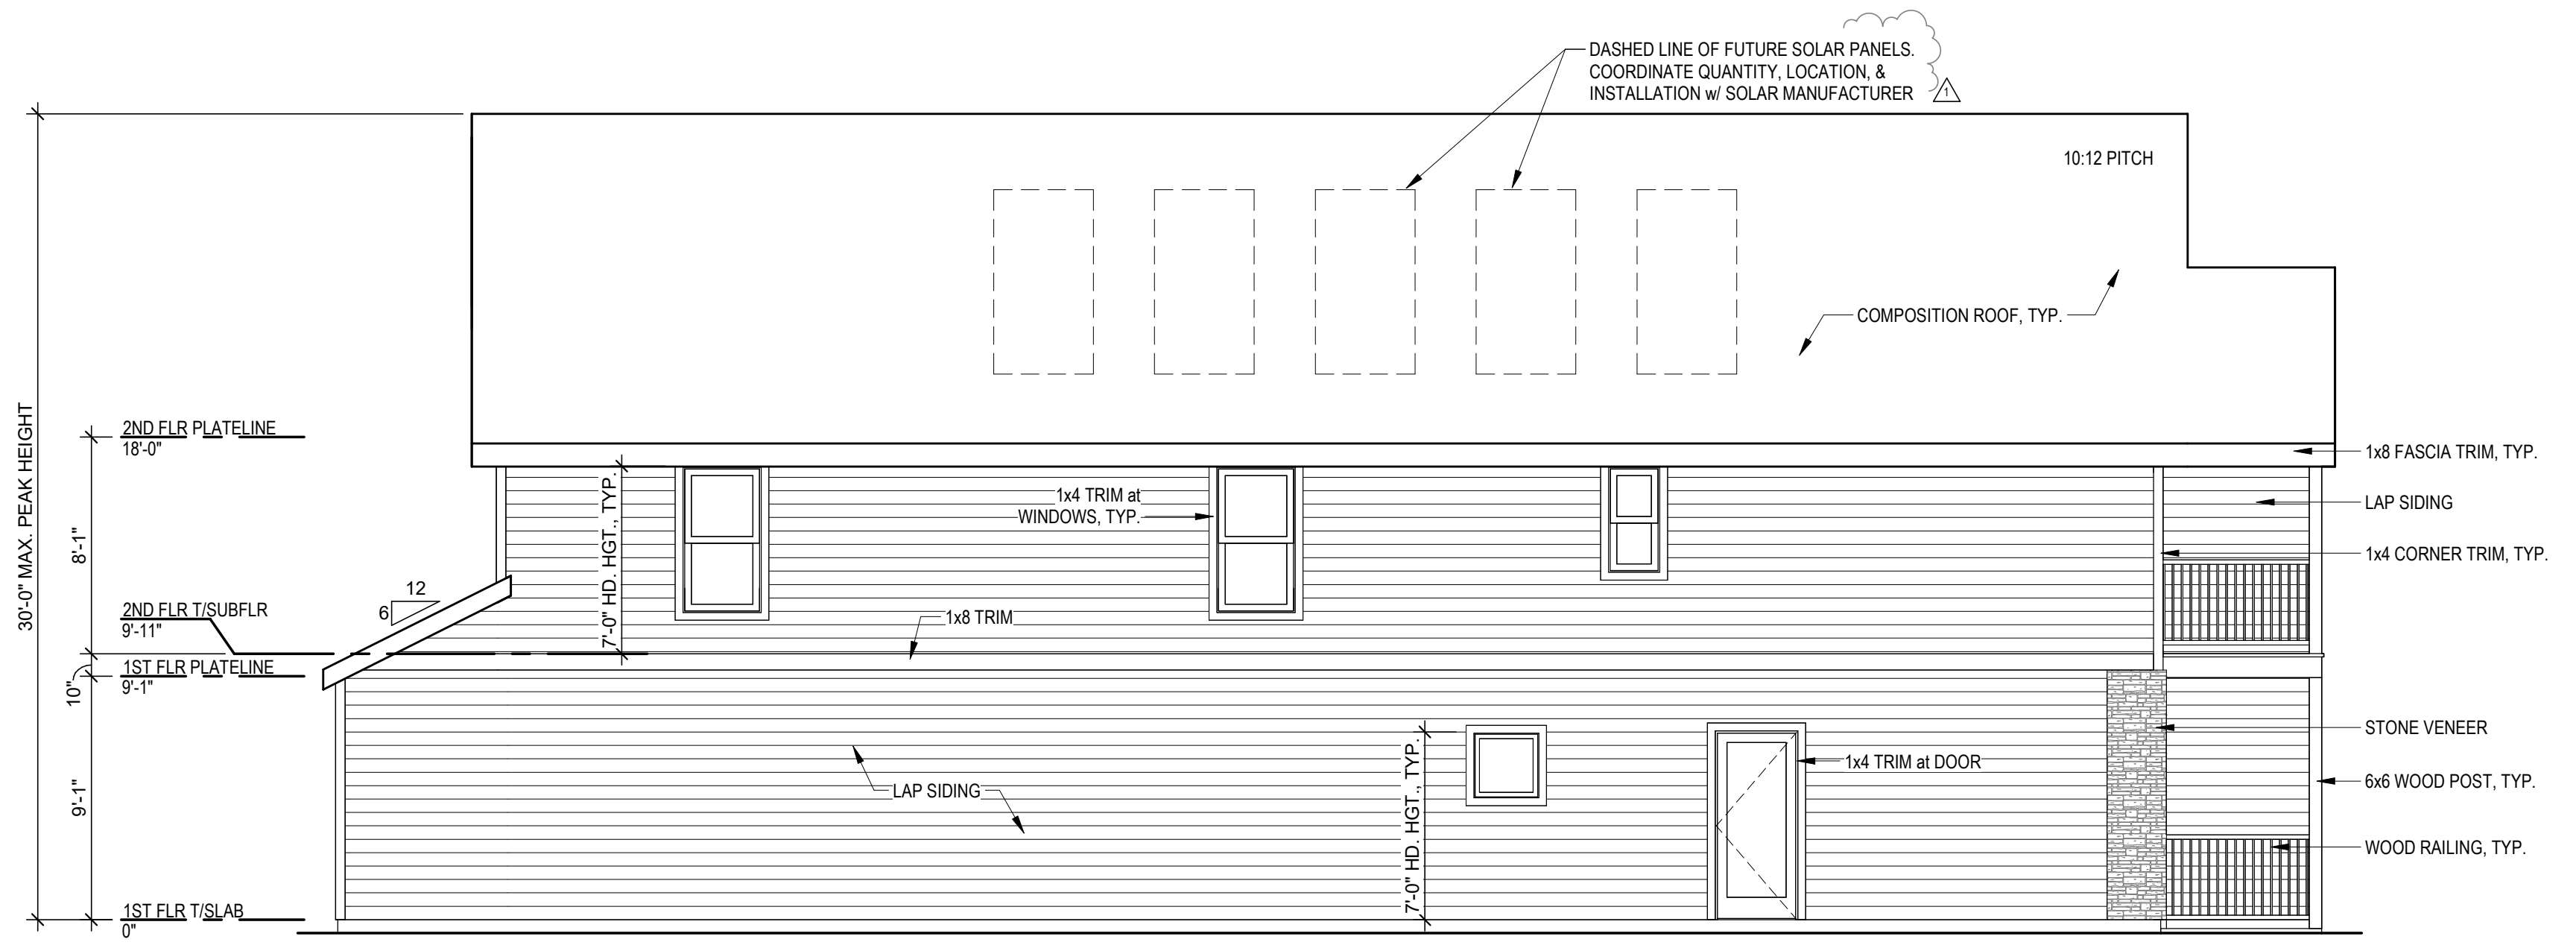 DASHED LINE OF FUTURE SOLAR PANELS.
COORDINATE QUANTITY, LOCATION, &
INSTALLATION w/ SOLAR MANUFACTURER
1
10:12 PITCH
COMPOSITION ROOF, TYP.
30'-0" MAX. PEAK HEIGHT
2ND FLR PLATELINE
18'-0"
8'-1"
2ND FLR T/SUBFLR
9'-11"
1ST FLR PLATELINE
9'-1"
10"
9'-1"
1ST FLR T/SLAB
0"
12
6
7'-0" HD. HGT., TYP.
1x4 TRIM at
WINDOWS, TYP.
1x8 TRIM
LAP SIDING
7'-0" HD. HGT., TYP.
1x4 TRIM at DOOR
1x8 FASCIA TRIM, TYP.
LAP SIDING
1x4 CORNER TRIM, TYP.
STONE VENEER
6x6 WOOD POST, TYP.
WOOD RAILING, TYP.